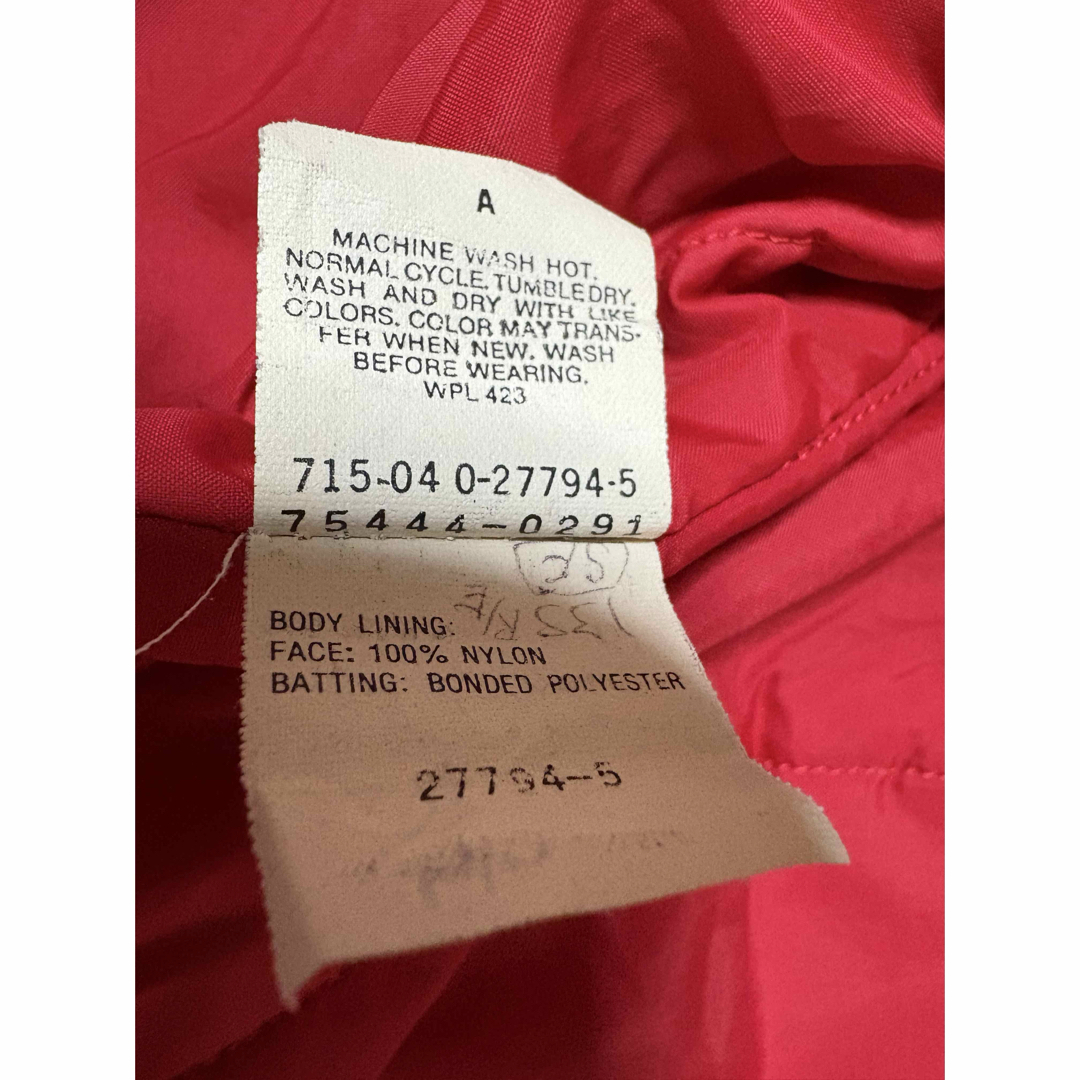 A
MACHINE WASH HOT.
NORMAL CYCLE. TUMBLE DRY.
WASH AND DRY WITH LIKE
COLORS. COLOR MAY TRANS-
FER WHEN NEW. WASH
BEFORE WEARING.
WPL 423
715-04 0-27794-5
75444-0291
BODY LINING:
FACE: 100% NYLON
BATTING: BONDED POLYESTER
27794-5